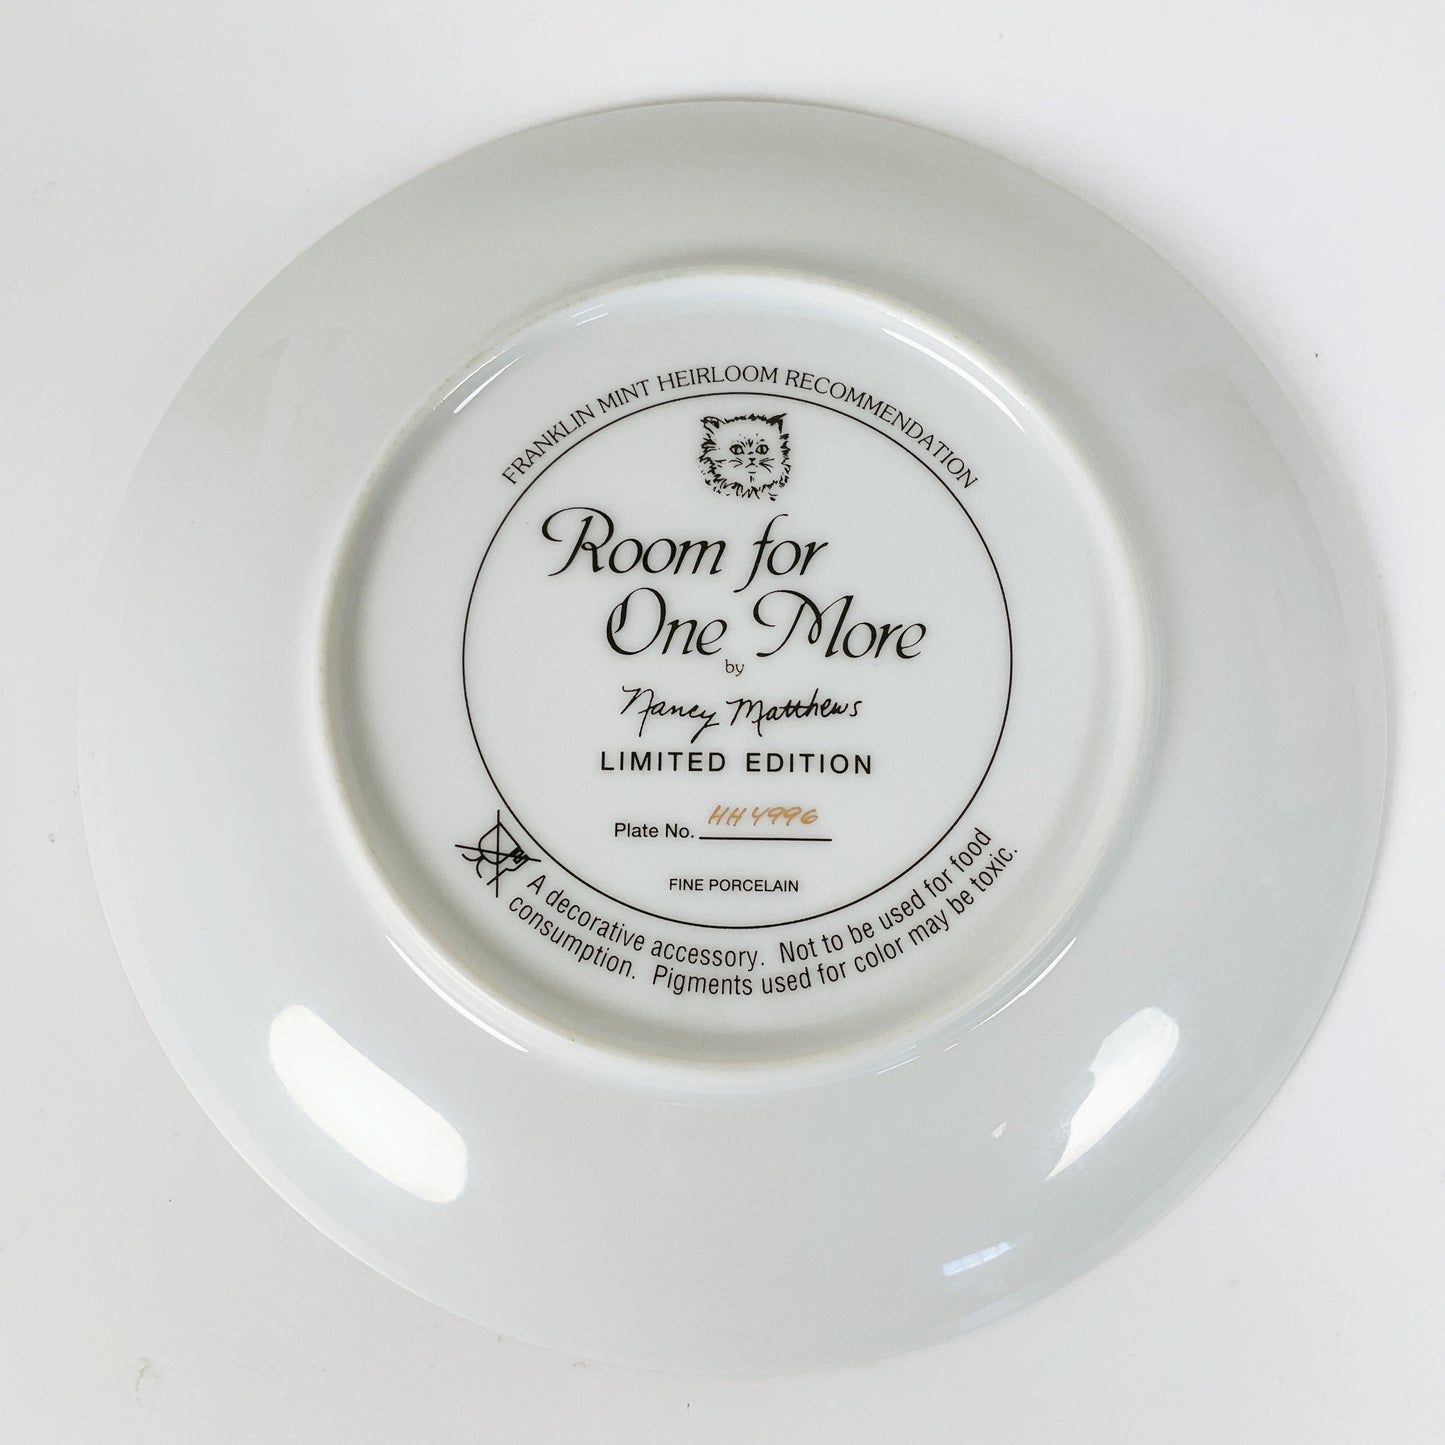 FRANKLIN MINT HEIRLOOM RECOMMENDATION
Room for
One More
by
Nancy Matthews
LIMITED EDITION
Plate No. HH4996
FINE PORCELAIN
A decorative accessory. Not to be used for food
consumption. Pigments used for color may be toxic.